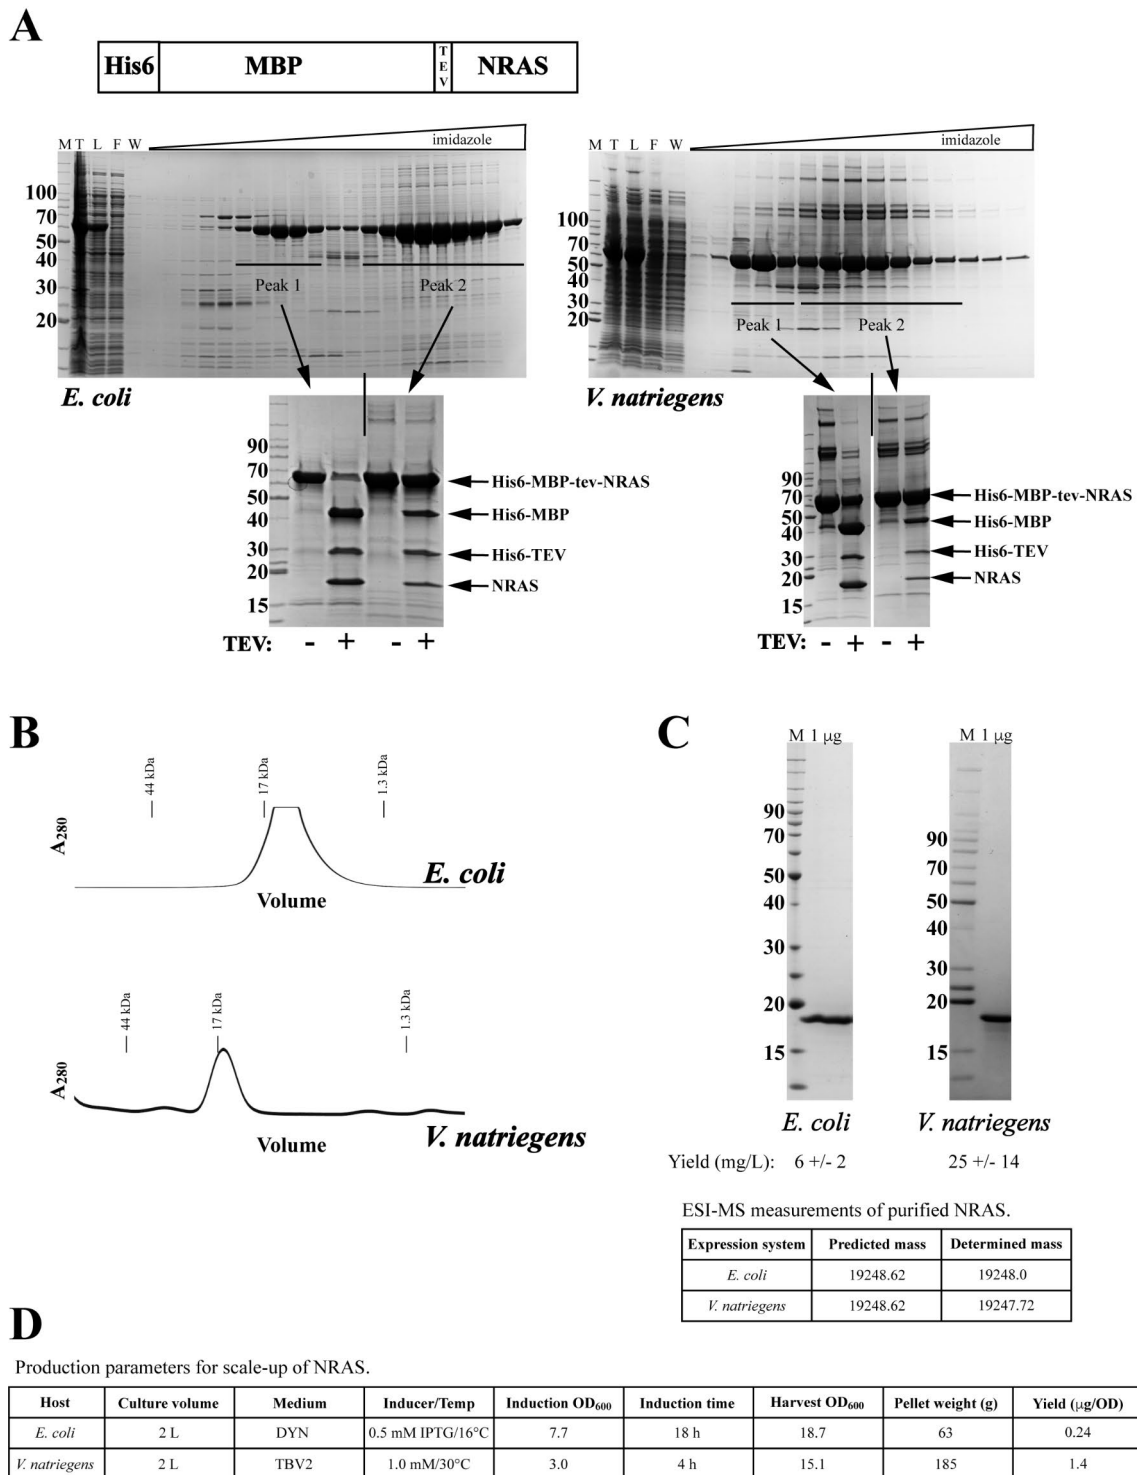 A
His6 MBP TEV NRAS
imidazole
M T L F W
100
70
50
40
30
20
Peak 1 Peak 2
E. coli
imidazole
M T L F W
100
70
50
40
30
20
Peak 1 Peak 2
V. natriegens
90
70
50
40
30
20
15
His6-MBP-tev-NRAS
His6-MBP
His6-TEV
NRAS
TEV: - + - +
90
70
50
40
30
20
15
His6-MBP-tev-NRAS
His6-MBP
His6-TEV
NRAS
TEV: - + - +
B
44 kDa
17 kDa
1.3 kDa
A280
E. coli
Volume
44 kDa
17 kDa
1.3 kDa
A280
V. natriegens
Volume
C
M 1 μg
90
70
50
40
30
20
15
E. coli
M 1 μg
90
70
50
40
30
20
15
V. natriegens
Yield (mg/L): 6 +/- 2 25 +/- 14
ESI-MS measurements of purified NRAS.
Expression system Predicted mass Determined mass
E. coli 19248.62 19248.0
V. natriegens 19248.62 19247.72
D
Production parameters for scale-up of NRAS.
Host Culture volume Medium Inducer/Temp Induction OD600 Induction time Harvest OD600 Pellet weight (g) Yield (μg/OD)
E. coli 2 L DYN 0.5 mM IPTG/16°C 7.7 18 h 18.7 63 0.24
V. natriegens 2 L TBV2 1.0 mM/30°C 3.0 4 h 15.1 185 1.4